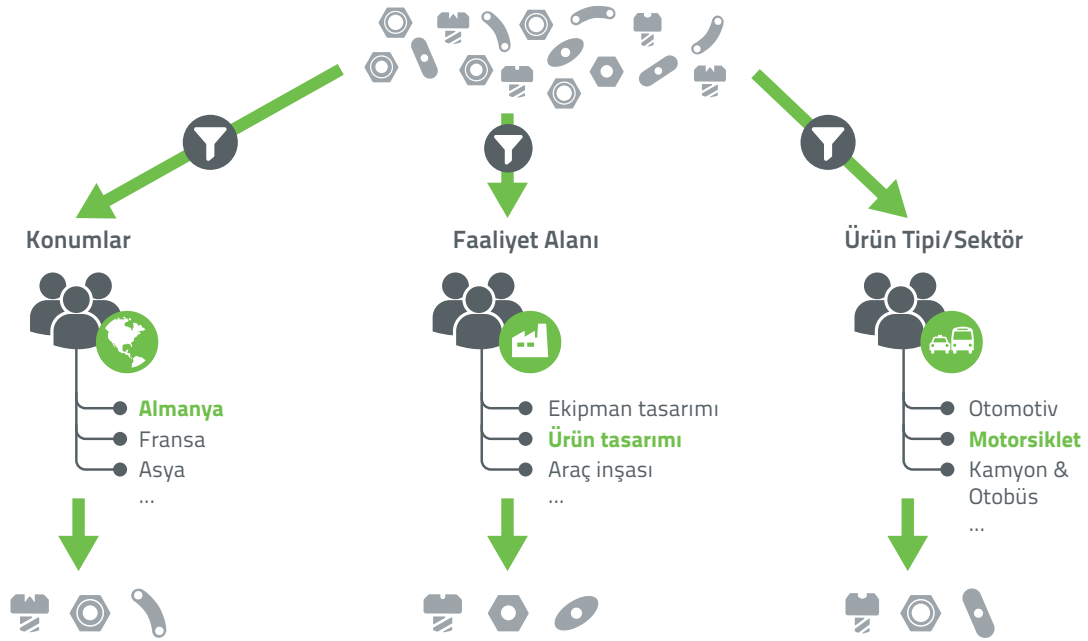 Konumlar
Almanya
Fransa
Asya
...
Faaliyet Alanı
Ekipman tasarımı
Ürün tasarımı
Araç inşası
...
Ürün Tipi/Sektör
Otomotiv
Motorsiklet
Kamyon &
Otobüs
...